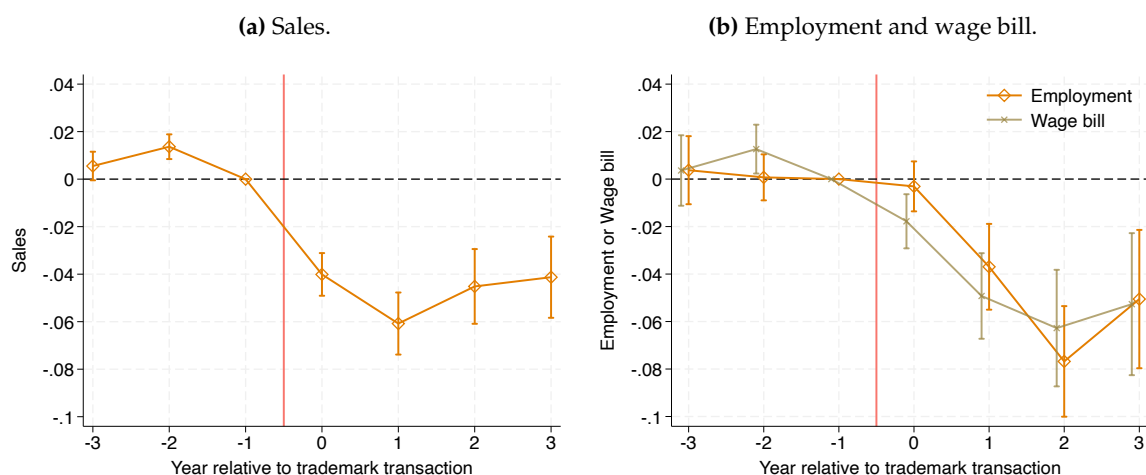 (a) Sales.
.04
.02
0
-.02
-.04
-.06
-.08
-.1
Sales
-3 -2 -1 0 1 2 3
Year relative to trademark transaction
(b) Employment and wage bill.
Employment
Wage bill
.04
.02
0
-.02
-.04
-.06
-.08
-.1
Employment or Wage bill
-3 -2 -1 0 1 2 3
Year relative to trademark transaction